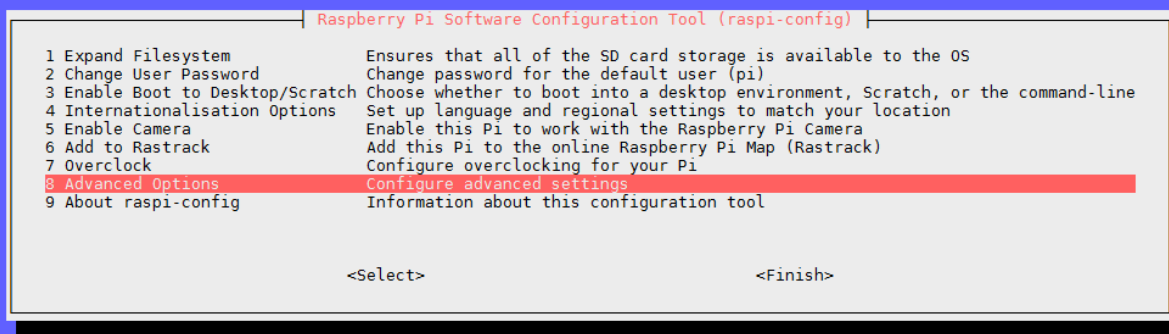 Raspberry Pi Software Configuration Tool (raspi-config)
1 Expand Filesystem Ensures that all of the SD card storage is available to the OS
2 Change User Password Change password for the default user (pi)
3 Enable Boot to Desktop/Scratch Choose whether to boot into a desktop environment, Scratch, or the command-line
4 Internationalisation Options Set up language and regional settings to match your location
5 Enable Camera Enable this Pi to work with the Raspberry Pi Camera
6 Add to Rastrack Add this Pi to the online Raspberry Pi Map (Rastrack)
7 Overclock Configure overclocking for your Pi
8 Advanced Options Configure advanced settings
9 About raspi-config Information about this configuration tool
<Select> <Finish>